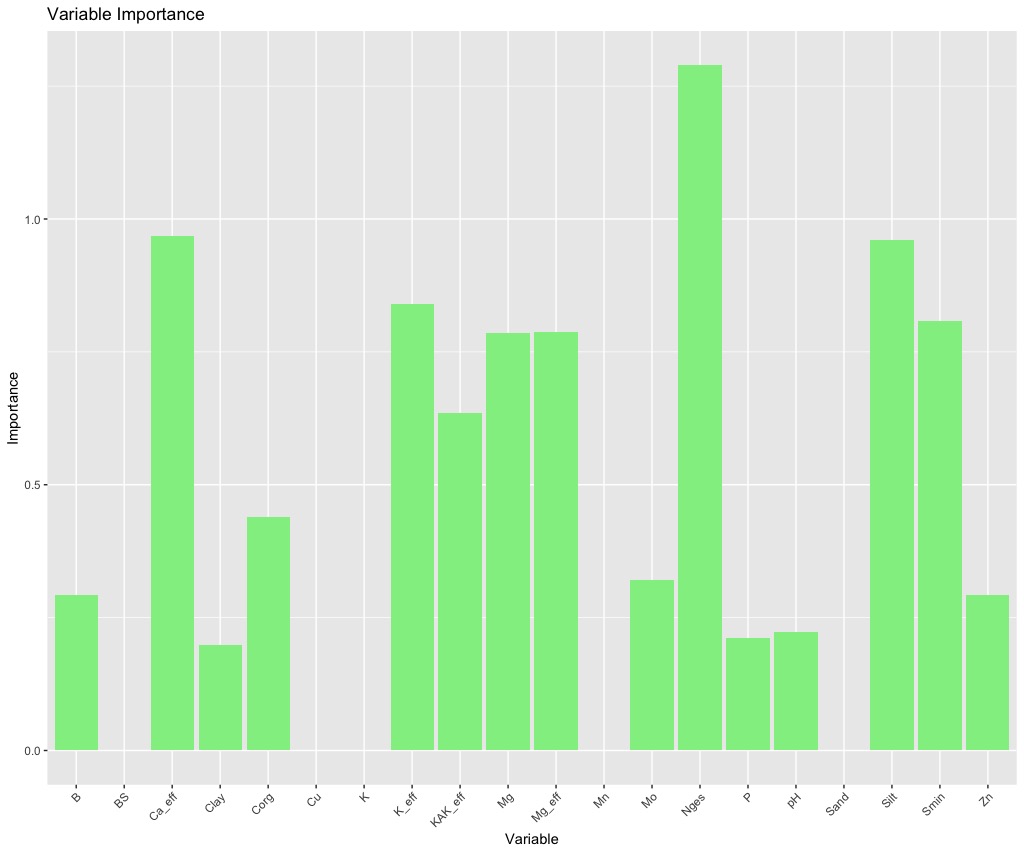 Variable Importance
Importance
1.0
0.5
0.0
B
BS
Ca_eff
Clay
Corg
Cu
K
K_eff
KAK_eff
Mg
Mg_eff
Mn
Mo
Nges
P
pH
Sand
Silt
Smin
Zn
Variable